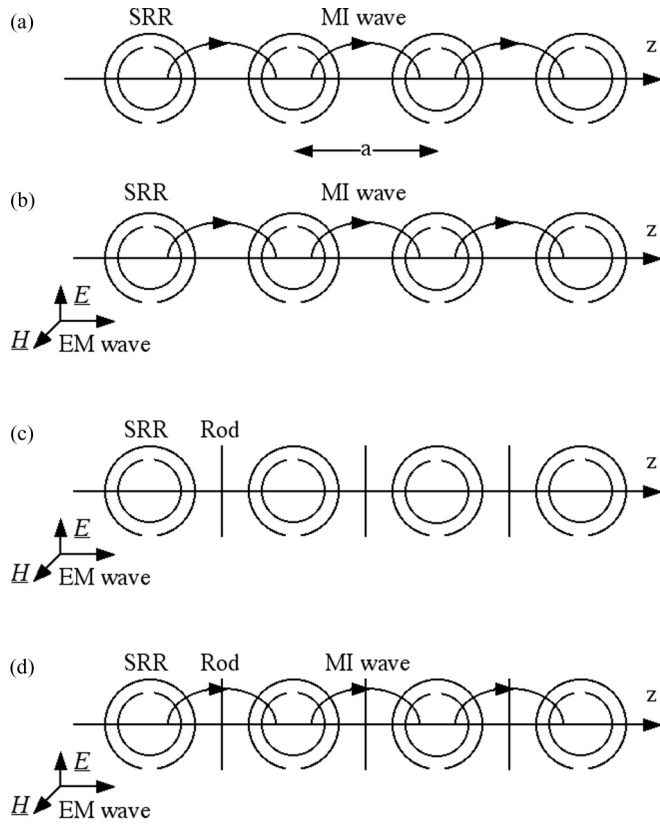 (a) SRR MI wave z
a
(b) SRR MI wave z
E
H
EM wave
(c) SRR Rod z
E
H
EM wave
(d) SRR Rod MI wave z
E
H
EM wave